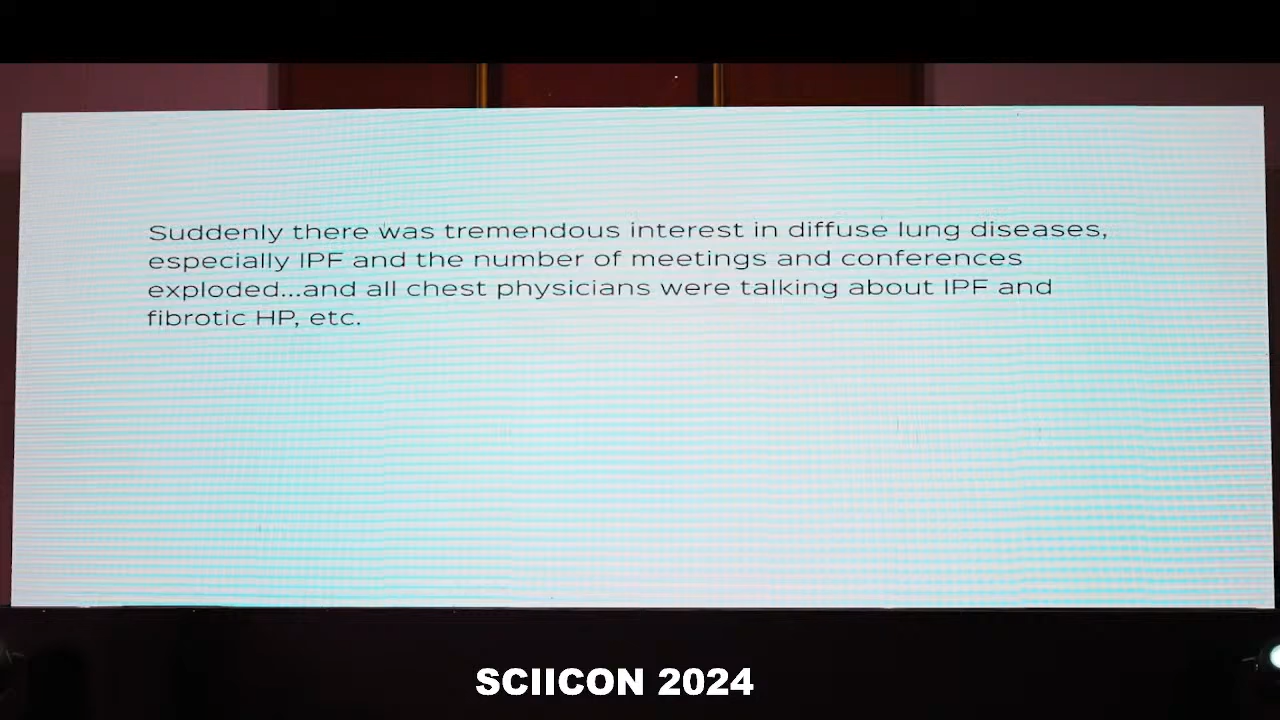 Suddenly there was tremendous interest in diffuse lung diseases,
especially IPF and the number of meetings and conferences
exploded...and all chest physicians were talking about IPF and
fibrotic HP, etc.
SCIICON 2024